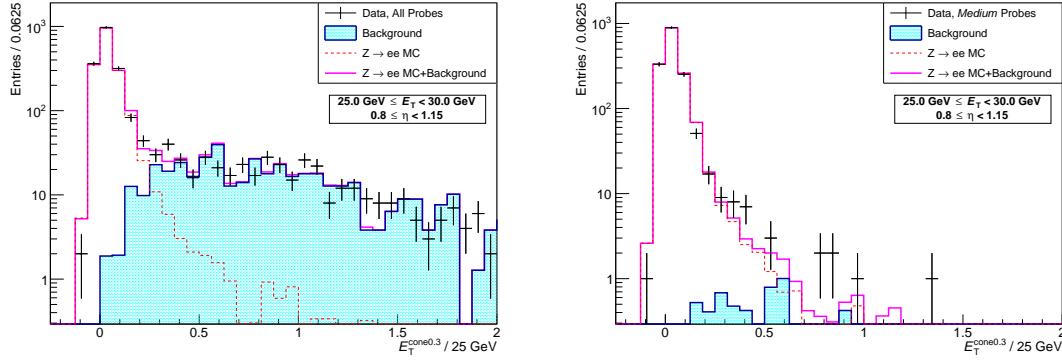 Entries / 0.0625
10³
10²
10
1
Data, All Probes
Background
Z → ee MC
Z → ee MC+Background
25.0 GeV ≤ E_T < 30.0 GeV
0.8 ≤ η < 1.15
0 0.5 1 1.5 2
E_T^cone0.3 / 25 GeV
Entries / 0.0625
10³
10²
10
1
Data, Medium Probes
Background
Z → ee MC
Z → ee MC+Background
25.0 GeV ≤ E_T < 30.0 GeV
0.8 ≤ η < 1.15
0 0.5 1 1.5 2
E_T^cone0.3 / 25 GeV